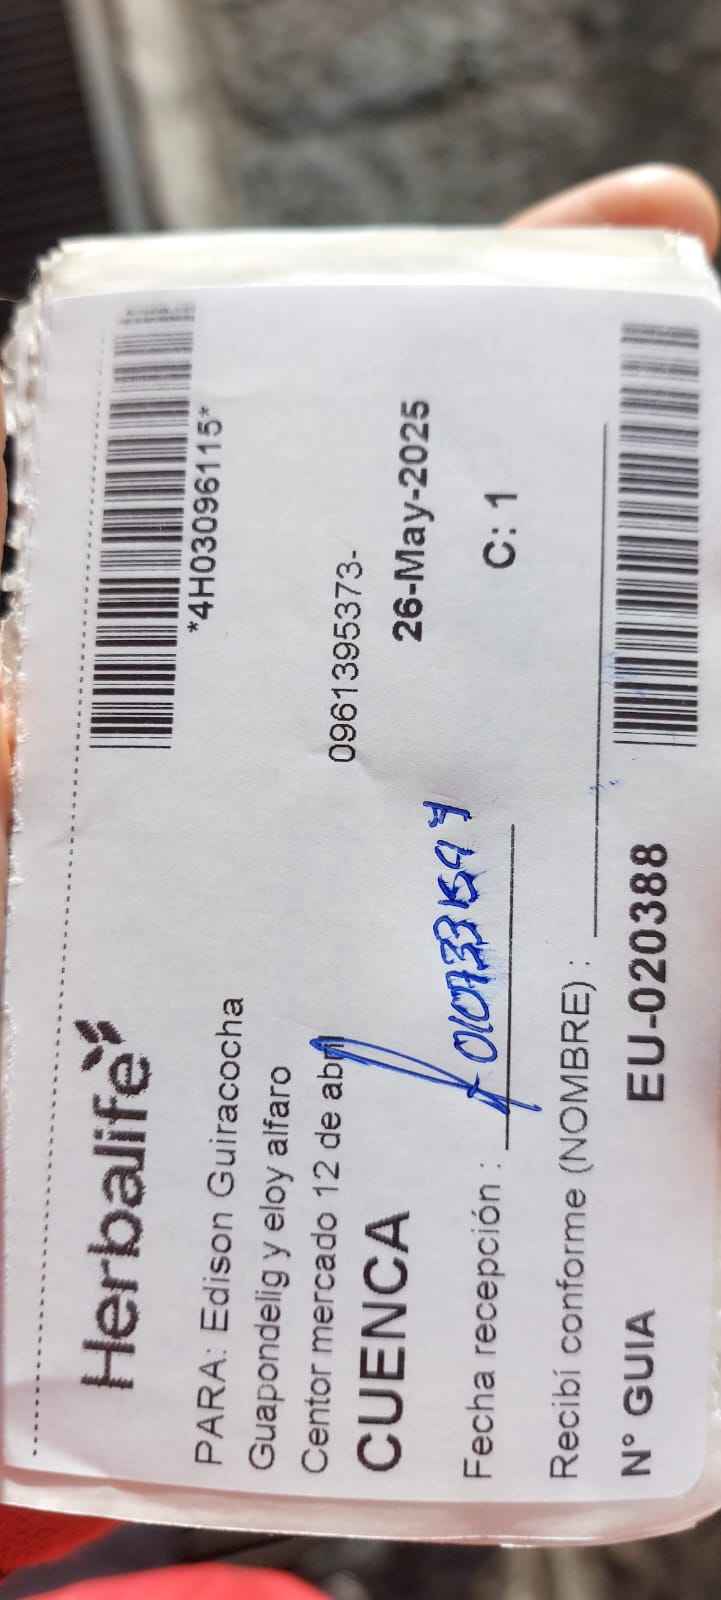 Herbalife
*4H03096115*
PARA: Edison Guiracocha
Guapondelig y eloy alfaro
Centor mercado 12 de abril
0961395373-
CUENCA
26-May-2025
Fecha recepción :
C: 1
Recibí conforme (NOMBRE) :
N° GUIA EU-020388